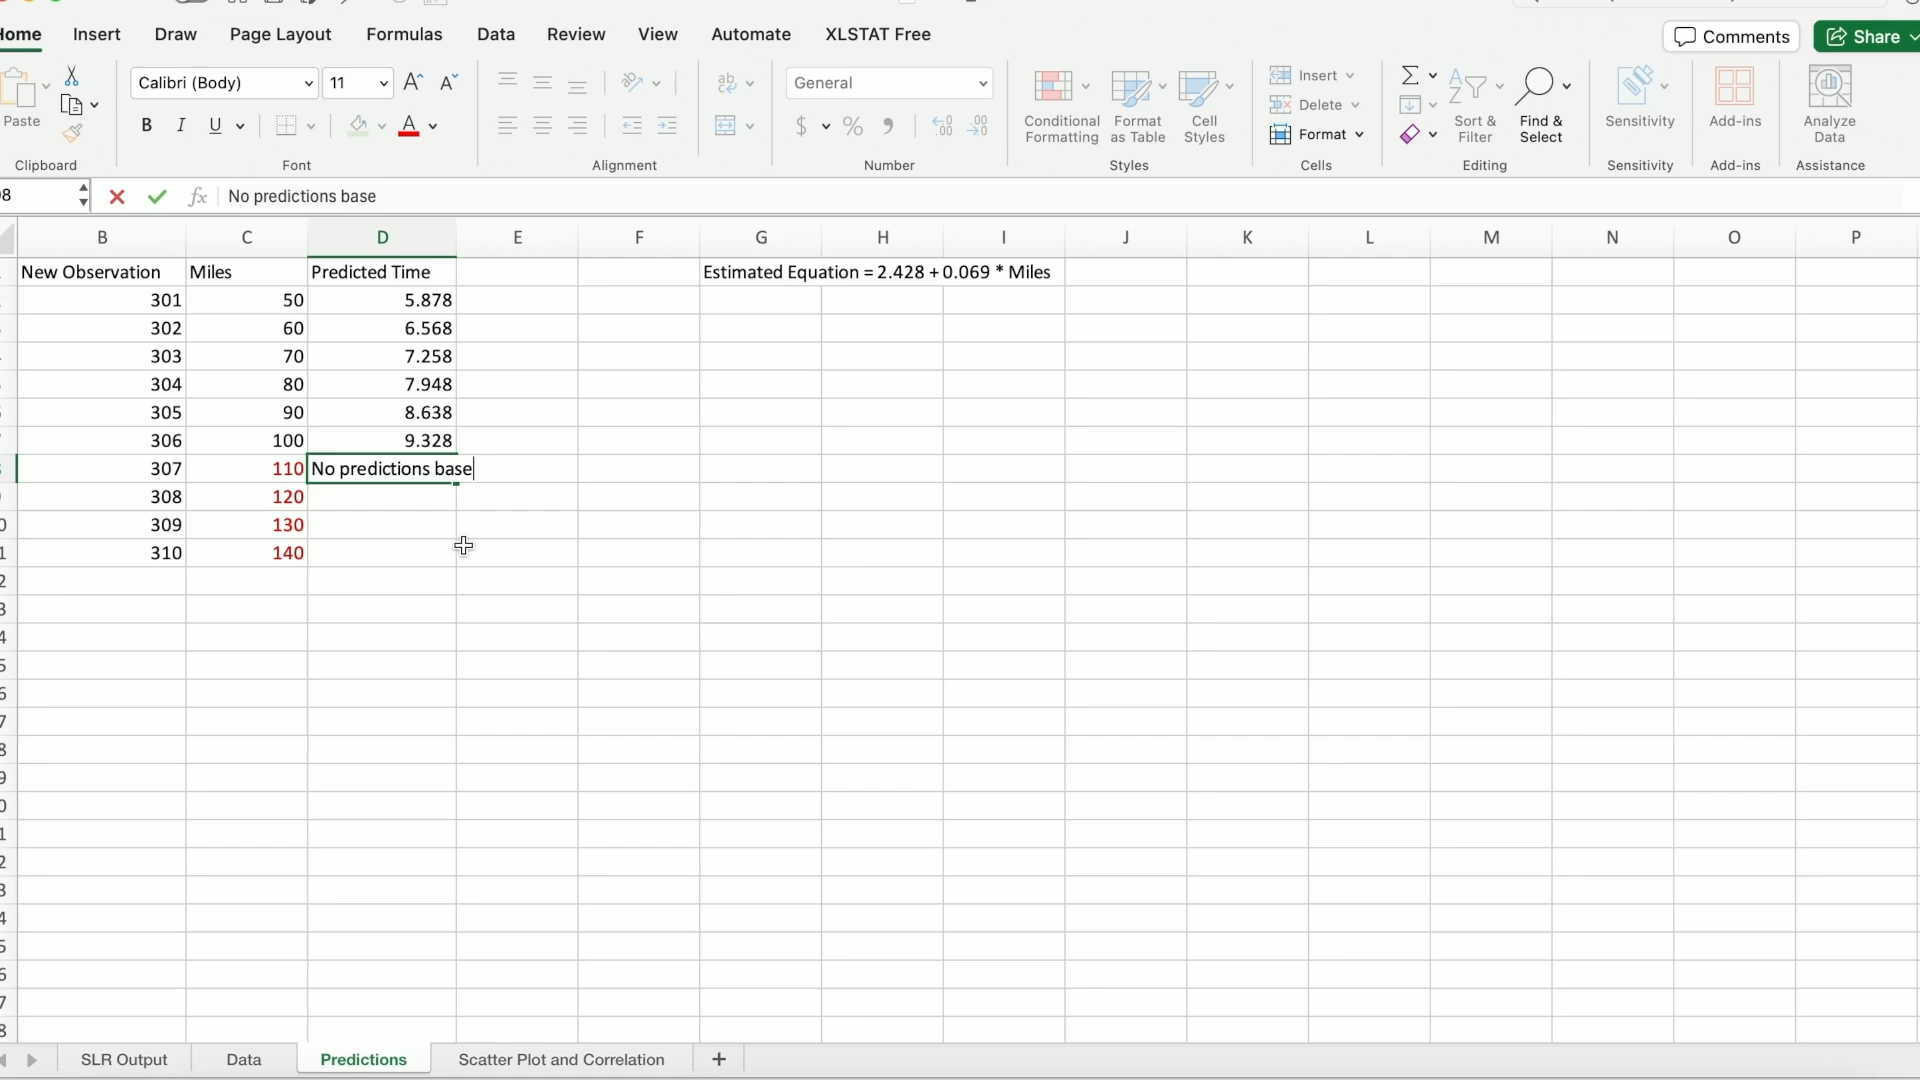 Home Insert Draw Page Layout Formulas Data Review View Automate XLSTAT Free Comments Share
Paste
Calibri (Body) 11
General
Conditional Formatting
Format as Table
Cell Styles
Insert
Delete
Format
Sort & Filter
Find & Select
Sensitivity
Add-ins
Analyze Data
Clipboard Font Alignment Number Styles Cells Editing Sensitivity Add-ins Assistance
fx No predictions base
B C D E F G H I J K L M N O P
New Observation Miles Predicted Time Estimated Equation = 2.428 + 0.069 * Miles
301 50 5.878
302 60 6.568
303 70 7.258
304 80 7.948
305 90 8.638
306 100 9.328
307 110 No predictions base
308 120
309 130
310 140
SLR Output Data Predictions Scatter Plot and Correlation +